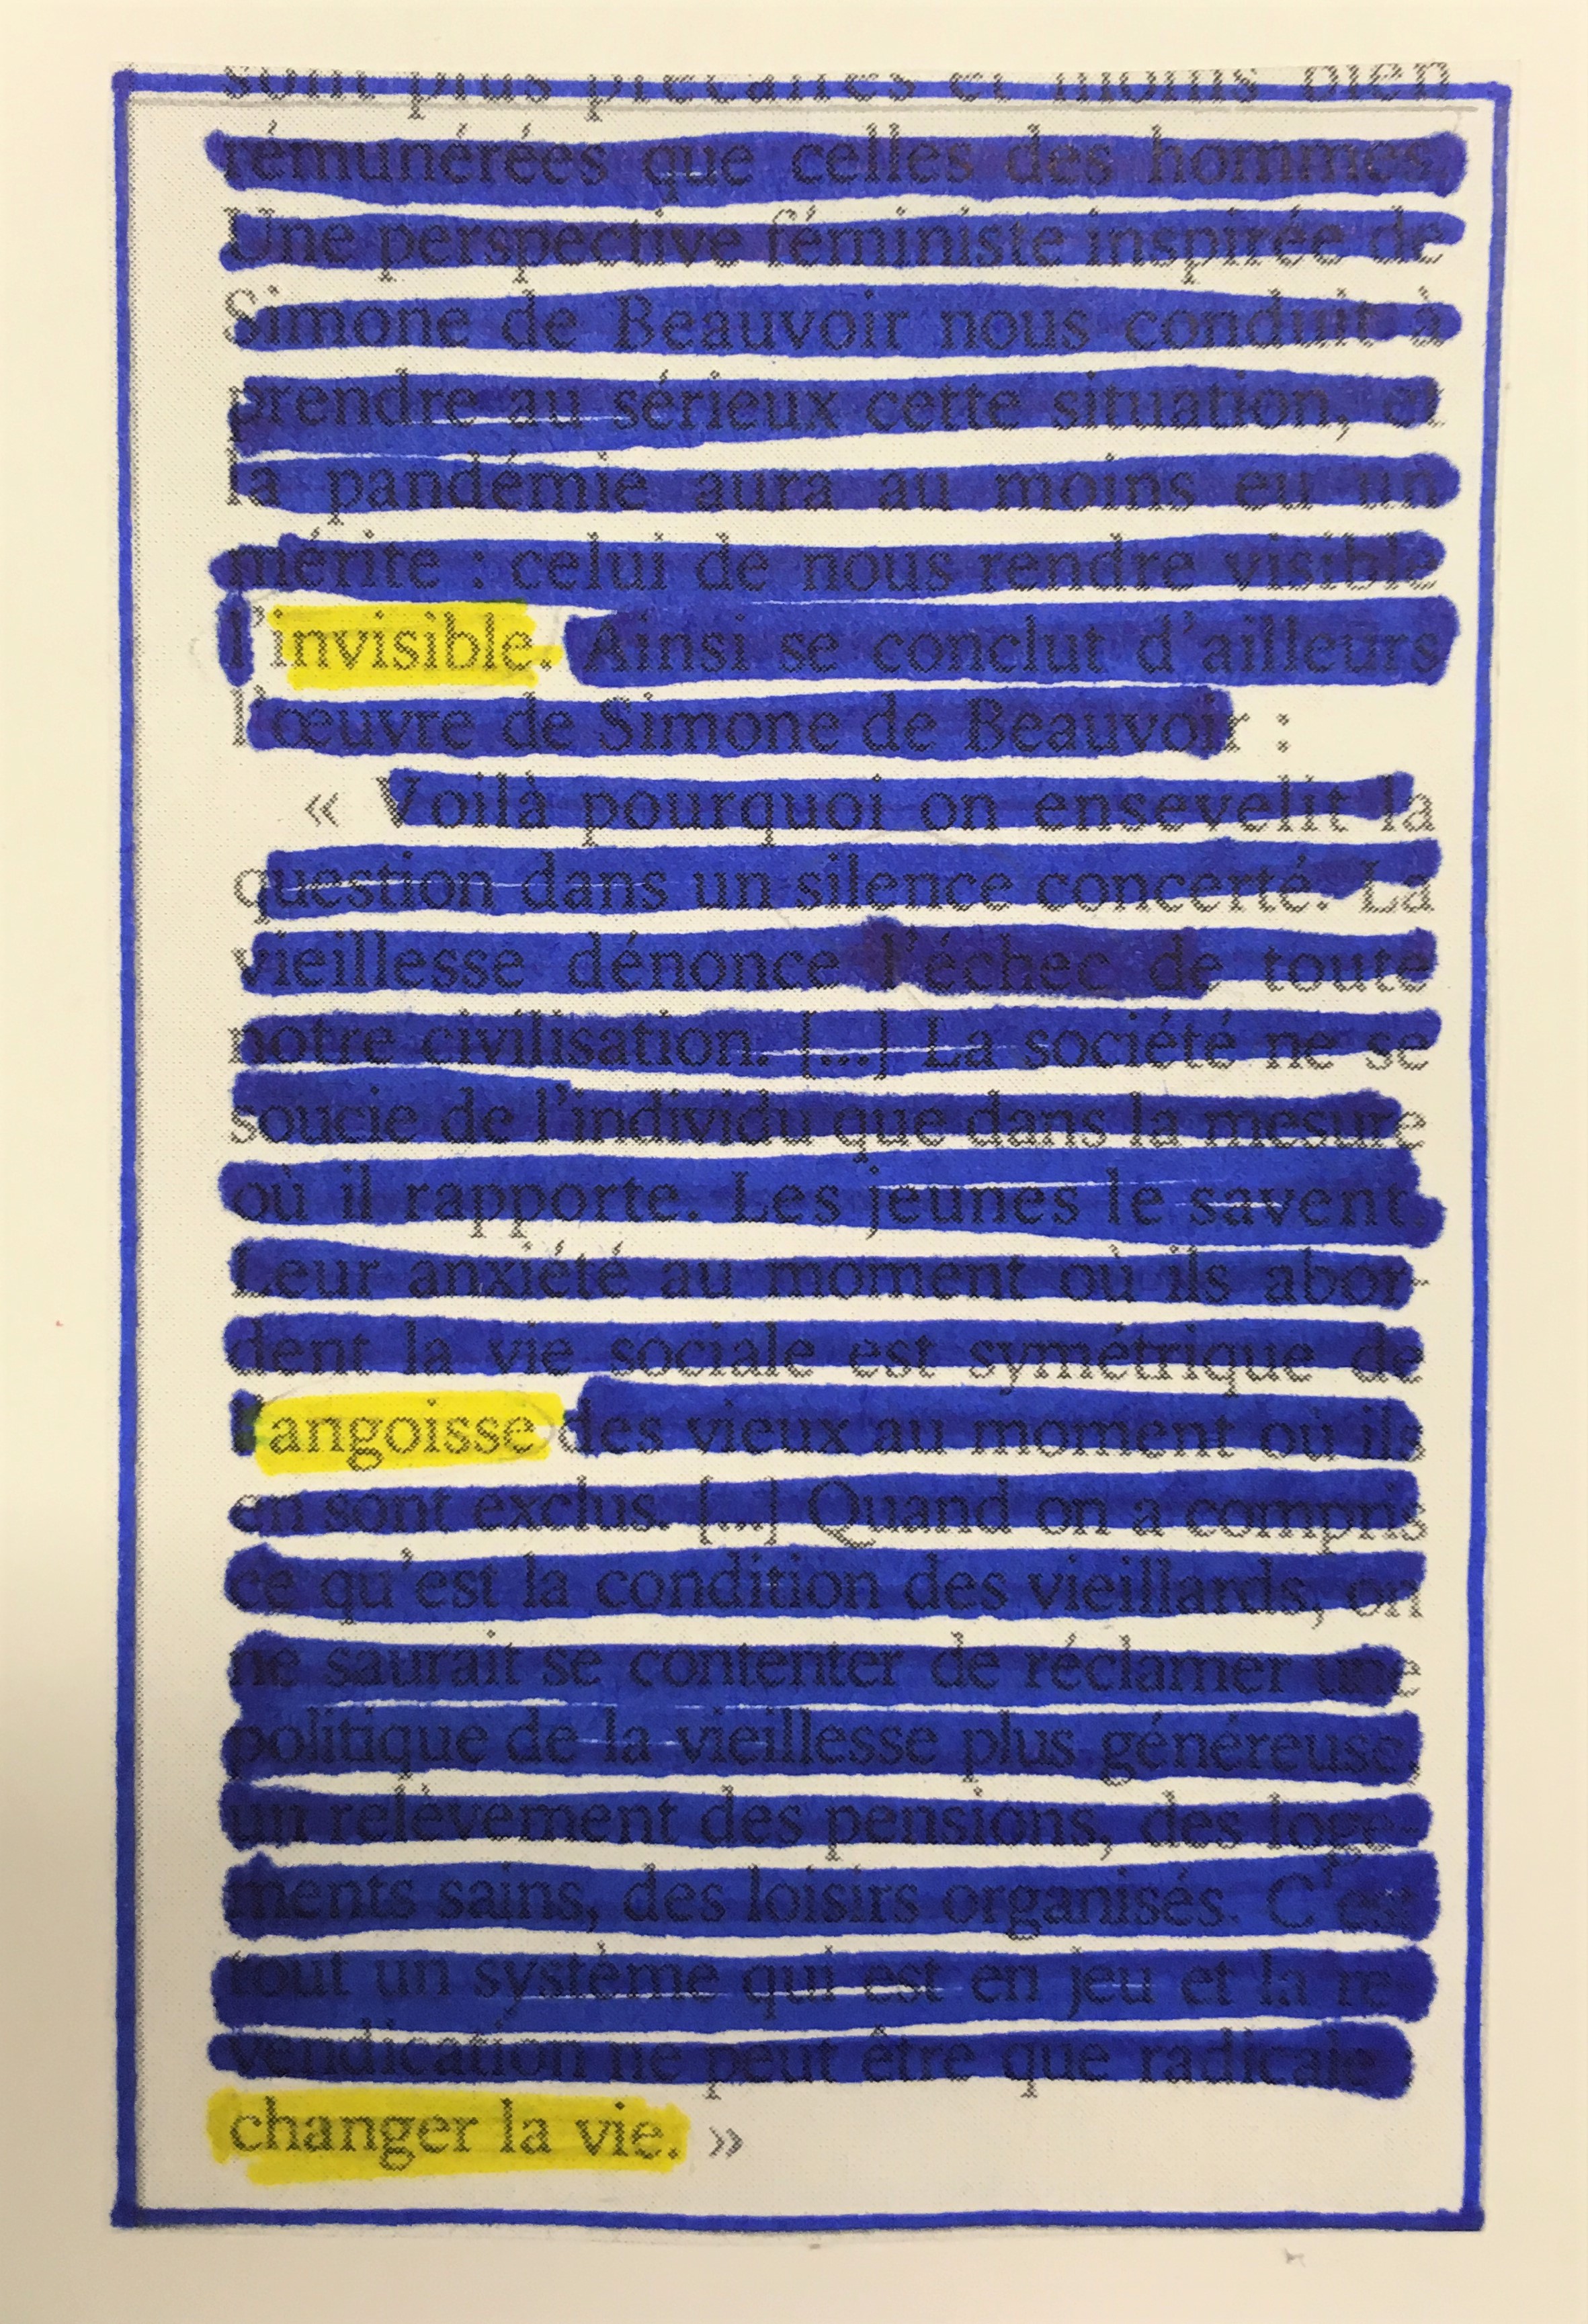 sont plus précaires et moins bien
rémunérées que celles des hommes.
Une perspective féministe inspirée de
Simone de Beauvoir nous conduit à
prendre au sérieux cette situation, et
la pandémie aura au moins eu un
mérite : celui de nous rendre visible
l'invisible. Ainsi se conclut d'ailleurs
l'œuvre de Simone de Beauvoir :
« Voilà pourquoi on ensevelit la
question dans un silence concerté. La
vieillesse dénonce l'échec de toute
notre civilisation. [...] La société ne se
soucie de l'individu que dans la mesure
où il rapporte. Les jeunes le savent.
Leur anxiété au moment où ils abor-
dent la vie sociale est symétrique de
l'angoisse des vieux au moment où ils
en sont exclus. [...] Quand on a compris
ce qu'est la condition des vieillards, on
ne saurait se contenter de réclamer une
politique de la vieillesse plus généreuse,
un relèvement des pensions, des loge-
ments sains, des loisirs organisés. C'est
tout un système qui est en jeu et la re-
vendication ne peut être que radicale
changer la vie. »